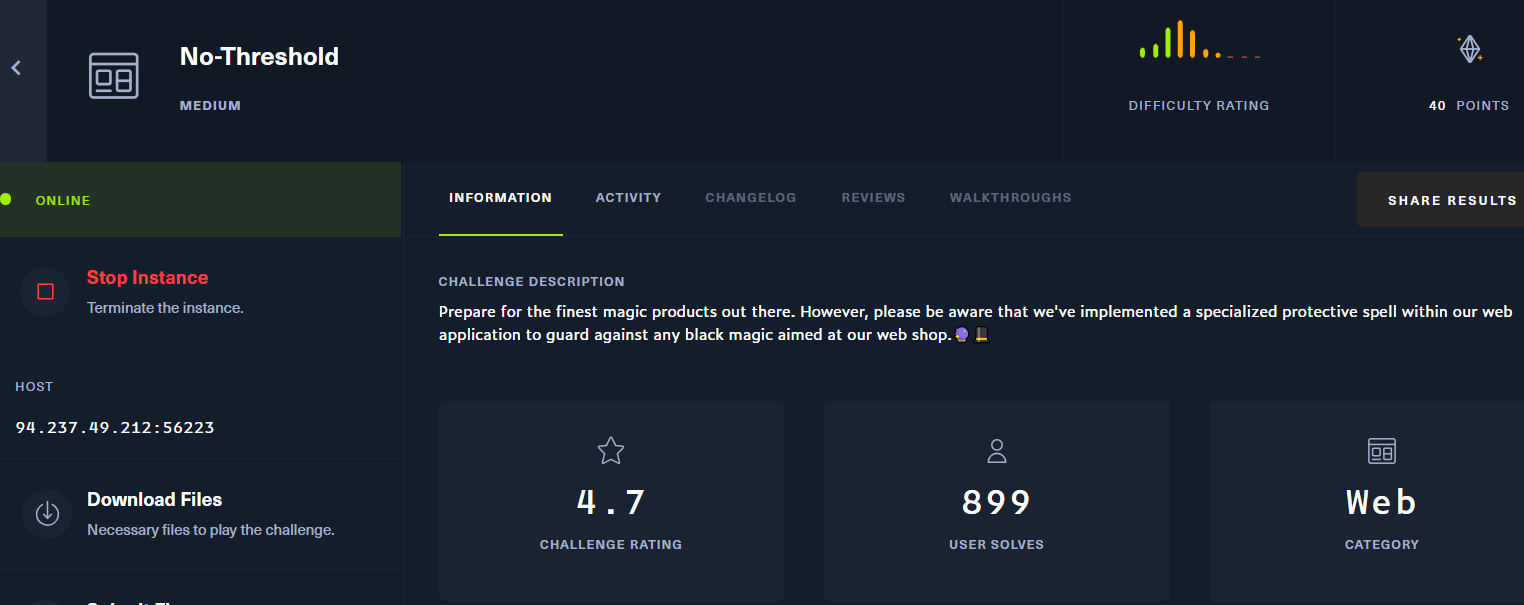 No-Threshold
MEDIUM
DIFFICULTY RATING
40 POINTS
ONLINE
INFORMATION
ACTIVITY
CHANGELOG
REVIEWS
WALKTHROUGHS
SHARE RESULTS
Stop Instance
Terminate the instance.
HOST
94.237.49.212:56223
Download Files
Necessary files to play the challenge.
CHALLENGE DESCRIPTION
Prepare for the finest magic products out there. However, please be aware that we've implemented a specialized protective spell within our web
application to guard against any black magic aimed at our web shop.🔮🎩
4.7
CHALLENGE RATING
899
USER SOLVES
Web
CATEGORY